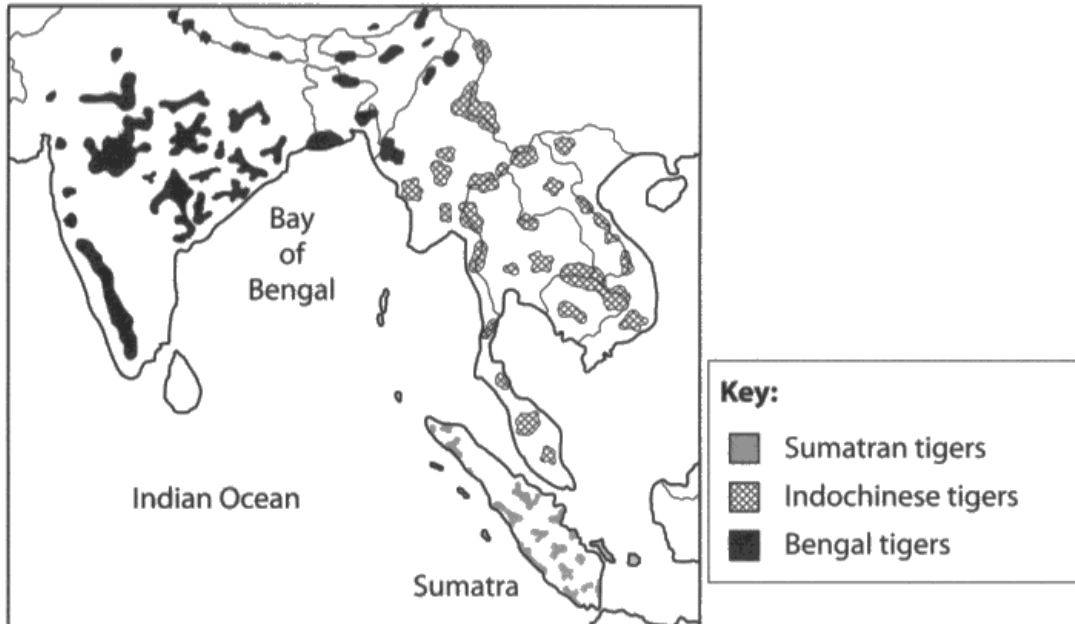 Bay
of
Bengal
Indian Ocean
Sumatra
Key:
Sumatran tigers
Indochinese tigers
Bengal tigers